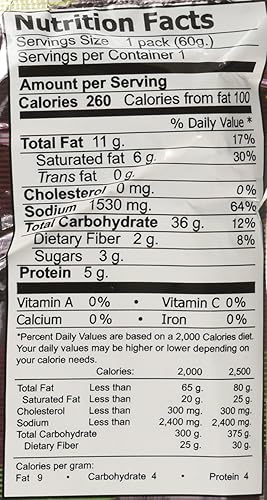 Nutrition Facts
Servings Size 1 pack (60g.)
Servings per Container 1
Amount per Serving
Calories 260 Calories from fat 100
% Daily Value *
Total Fat 11 g. 17%
Saturated fat 6 g. 30%
Trans fat 0 g.
Cholesterol 0 mg. 0%
Sodium 1530 mg. 64%
Total Carbohydrate 36 g. 12%
Dietary Fiber 2 g. 8%
Sugars 3 g.
Protein 5 g.
Vitamin A 0% • Vitamin C 0%
Calcium 0% • Iron 0%
*Percent Daily Values are based on a 2,000 Calories diet.
Your daily values may be higher or lower depending on
your calorie needs.
Calories: 2,000 2,500
Total Fat Less than 65 g. 80 g.
Saturated Fat Less than 20 g. 25 g.
Cholesterol Less than 300 mg. 300 mg.
Sodium Less than 2,400 mg. 2,400 mg.
Total Carbohydrate 300 g. 375 g.
Dietary Fiber 25 g. 30 g.
Calories per gram:
Fat 9 • Carbohydrate 4 • Protein 4